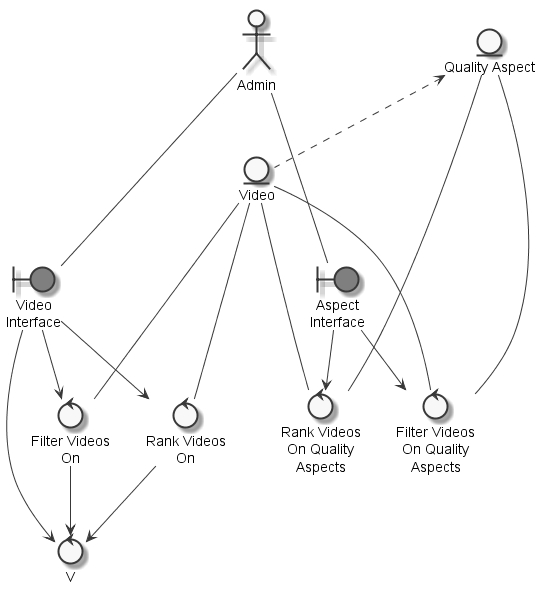 Admin
Quality Aspect
Video
Video
Interface
Aspect
Interface
Filter Videos
On
Rank Videos
On
Rank Videos
On Quality
Aspects
Filter Videos
On Quality
Aspects
V